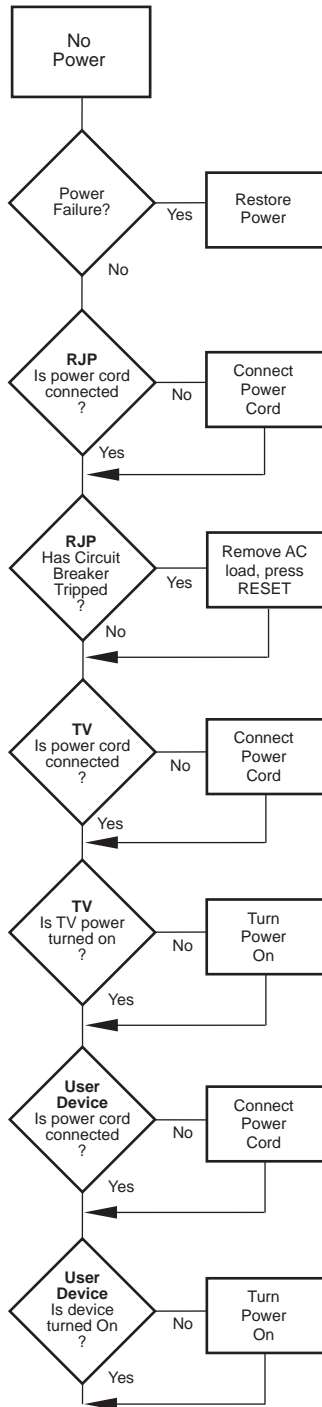 No
Power
Power
Failure?
Yes
Restore
Power
No
RJP
Is power cord
connected
?
No
Connect
Power
Cord
Yes
RJP
Has Circuit
Breaker
Tripped
?
Yes
Remove AC
load, press
RESET
No
TV
Is power cord
connected
?
No
Connect
Power
Cord
Yes
TV
Is TV power
turned on
?
No
Turn
Power
On
Yes
User
Device
Is power cord
connected
?
No
Connect
Power
Cord
Yes
User
Device
Is device
turned On
?
No
Turn
Power
On
Yes